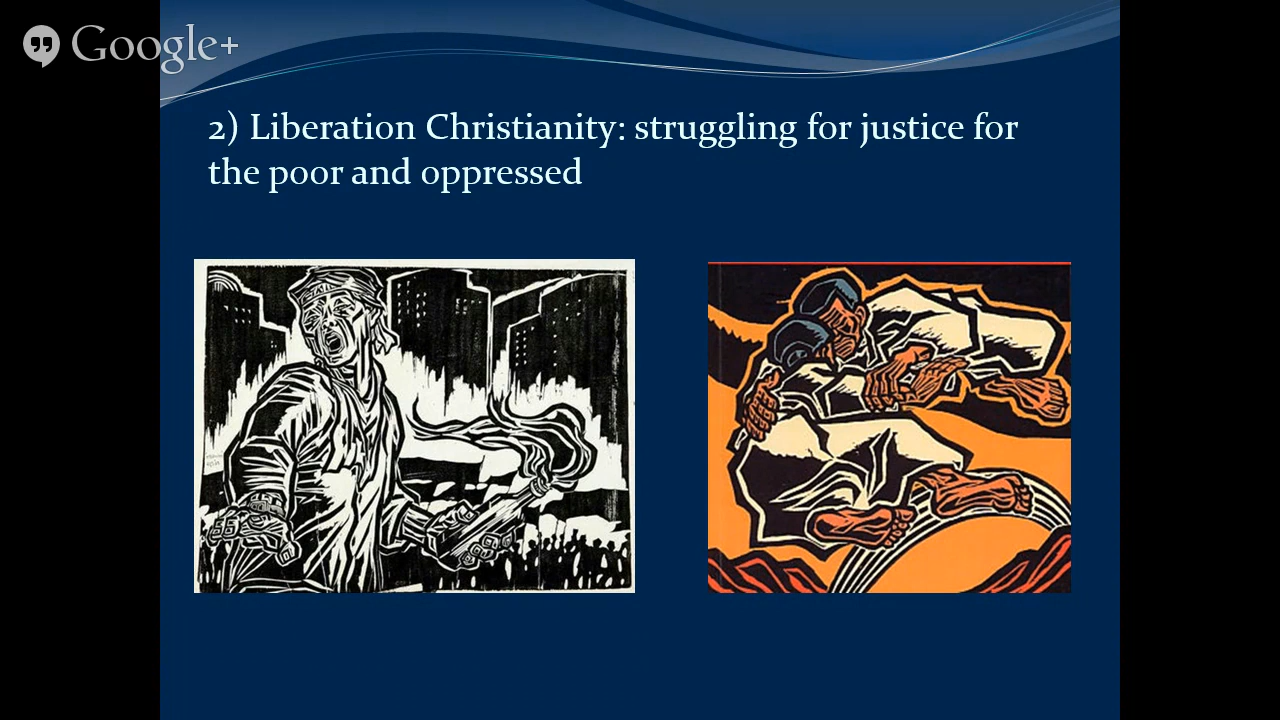 Google+
2) Liberation Christianity: struggling for justice for
the poor and oppressed